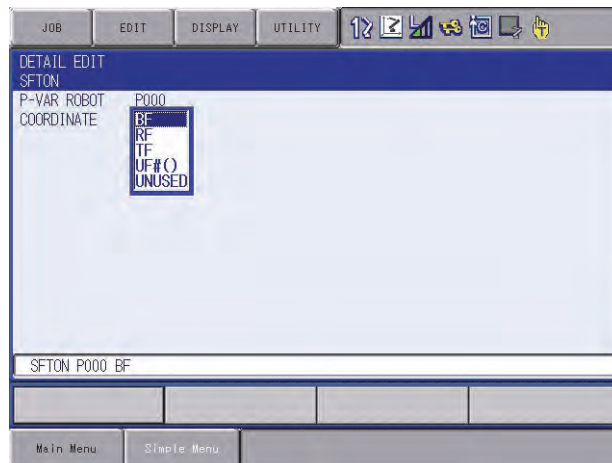 JOB EDIT DISPLAY UTILITY
DETAIL EDIT
SFTON
P-VAR ROBOT P000
COORDINATE BF
RF
TF
UF#()
UNUSED
SFTON P000 BF
Main Menu Simple Menu